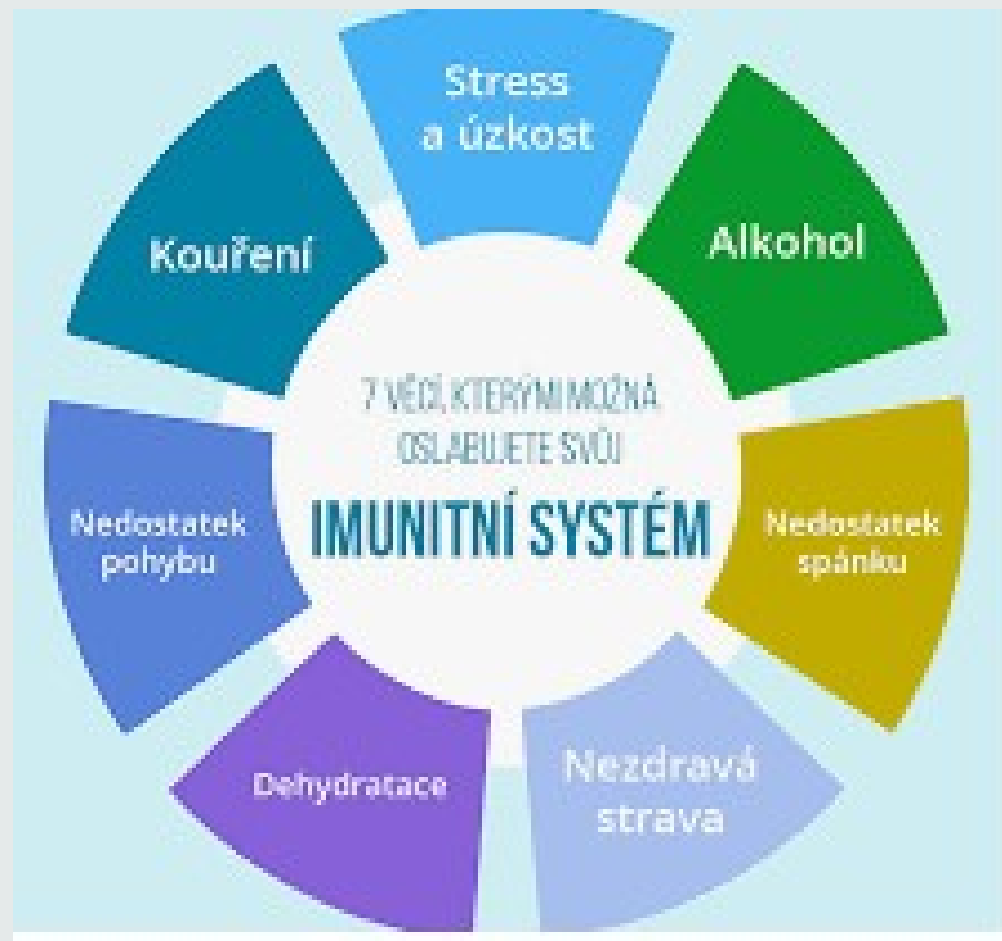 Stress
a úzkost
Alkohol
Kouření
7 VĚCÍ, KTERÝMI MOŽNÁ
OSLABUJETE SVŮJ
IMUNITNÍ SYSTÉM
Nedostatek
pohybu
Nedostatek
spánku
Dehydratace
Nezdravá
strava